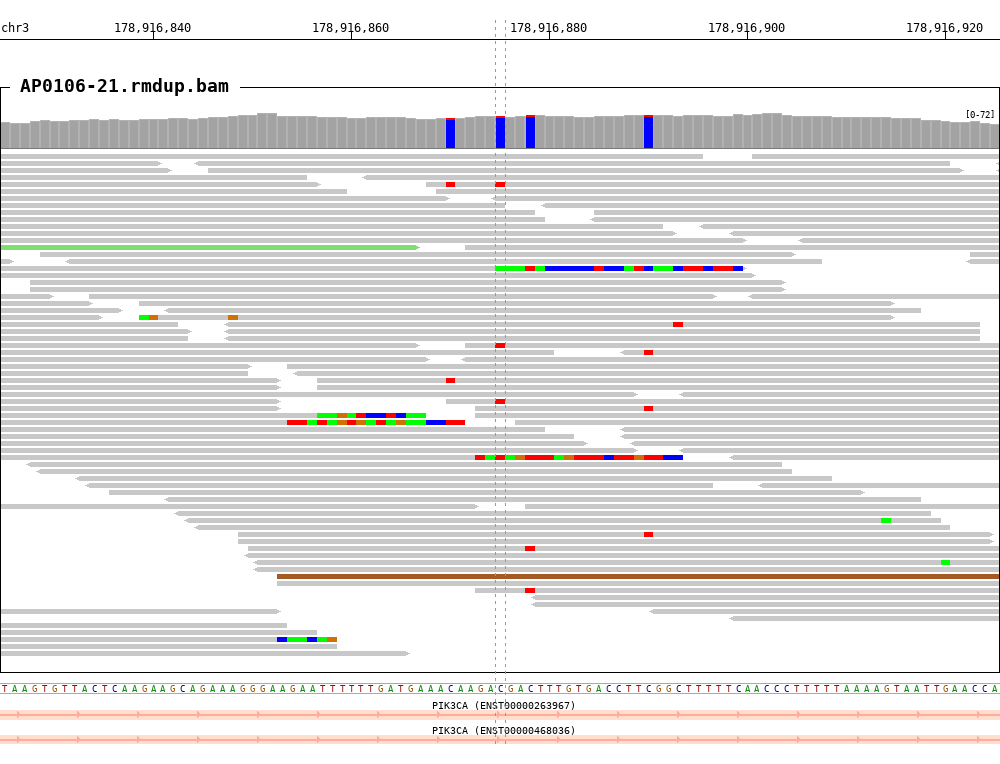 chr3 178,916,840 178,916,860 178,916,880 178,916,900 178,916,920
AP0106-21.rmdup.bam
[0-72]
T A A G T G T T A C T C A A G A A G C A G A A A G G G A A G A A T T T T T T G A T G A A A C A A G A C G A C T T T G T G A C C T T C G G C T T T T T C A A C C C T T T T T A A A A G T A A T T G A A C C A
PIK3CA (ENST00000263967)
PIK3CA (ENST00000468036)